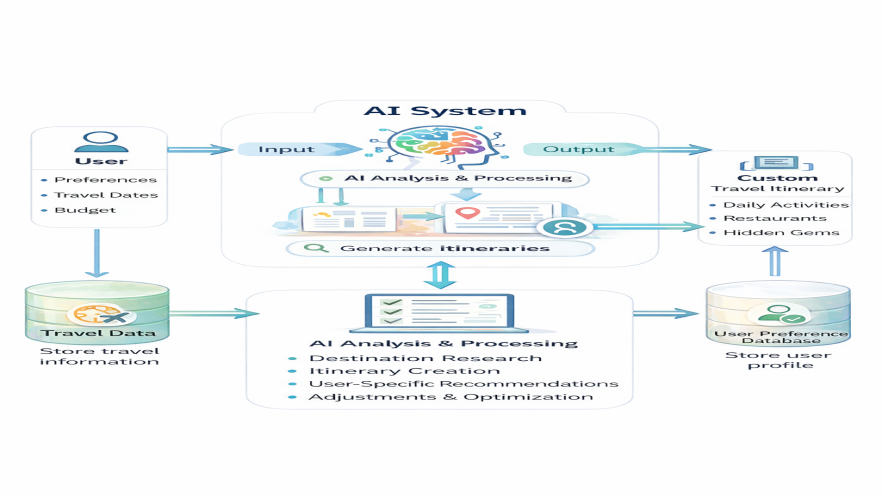 AI System
User
• Preferences
• Travel Dates
• Budget
Input
Output
AI Analysis & Processing
Generate itineraries
Custom
Travel Itinerary
• Daily Activities
• Restaurants
• Hidden Gems
Travel Data
Store travel
information
AI Analysis & Processing
• Destination Research
• Itinerary Creation
• User-Specific Recommendations
• Adjustments & Optimization
User Preference
Database
Store user
profile